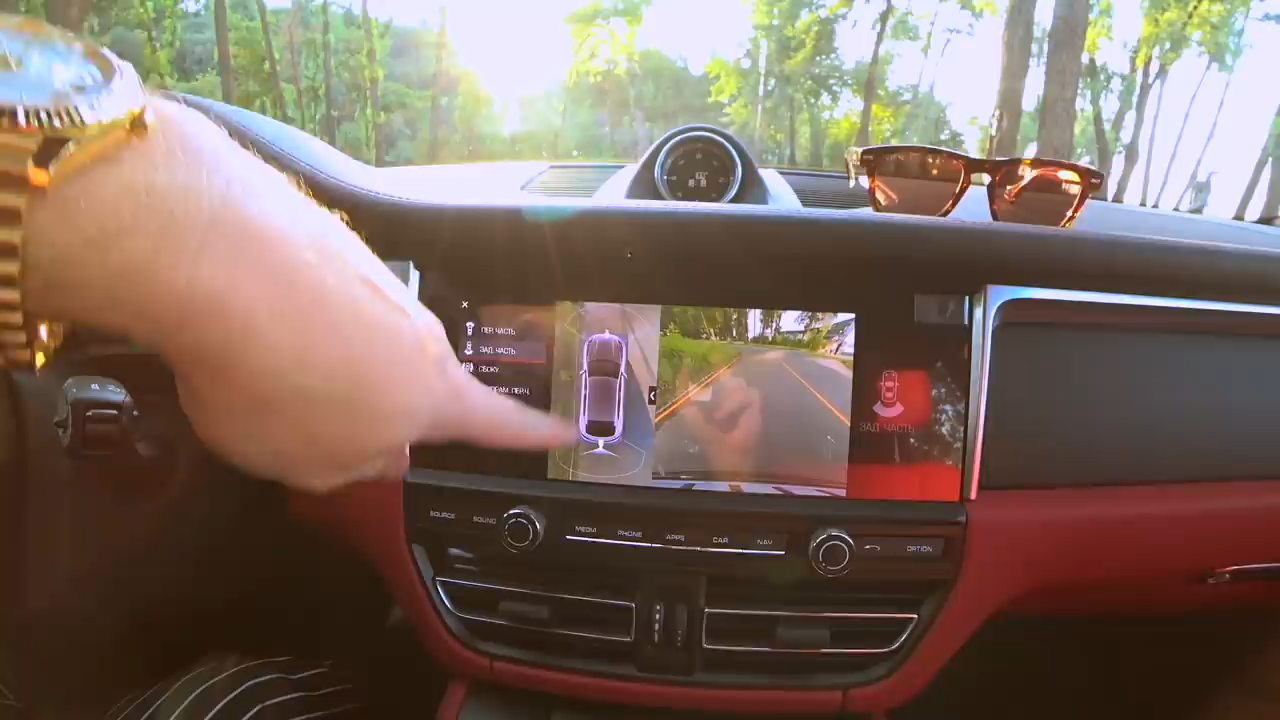 ПЕР. ЧАСТЬ
ЗАД. ЧАСТЬ
СБОКУ
ЗАД. ЧАСТЬ
SOURCE
SOUND
MEDIA
PHONE
APPS
CAR
NAV
OPTION